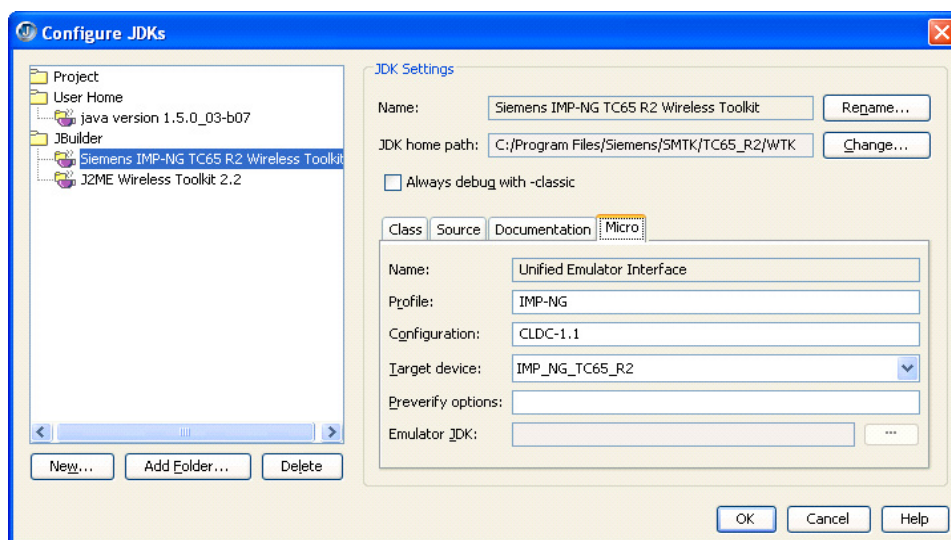 Configure JDKs
Project
User Home
java version 1.5.0_03-b07
JBuilder
Siemens IMP-NG TC65 R2 Wireless Toolkit
J2ME Wireless Toolkit 2.2
New...
Add Folder...
Delete
JDK Settings
Name: Siemens IMP-NG TC65 R2 Wireless Toolkit Rename...
JDK home path: C:/Program Files/Siemens/SMTK/TC65_R2/WTK Change...
Always debug with -classic
Class Source Documentation Micro
Name: Unified Emulator Interface
Profile: IMP-NG
Configuration: CLDC-1.1
Target device: IMP_NG_TC65_R2
Preverify options:
Emulator JDK: ...
OK Cancel Help